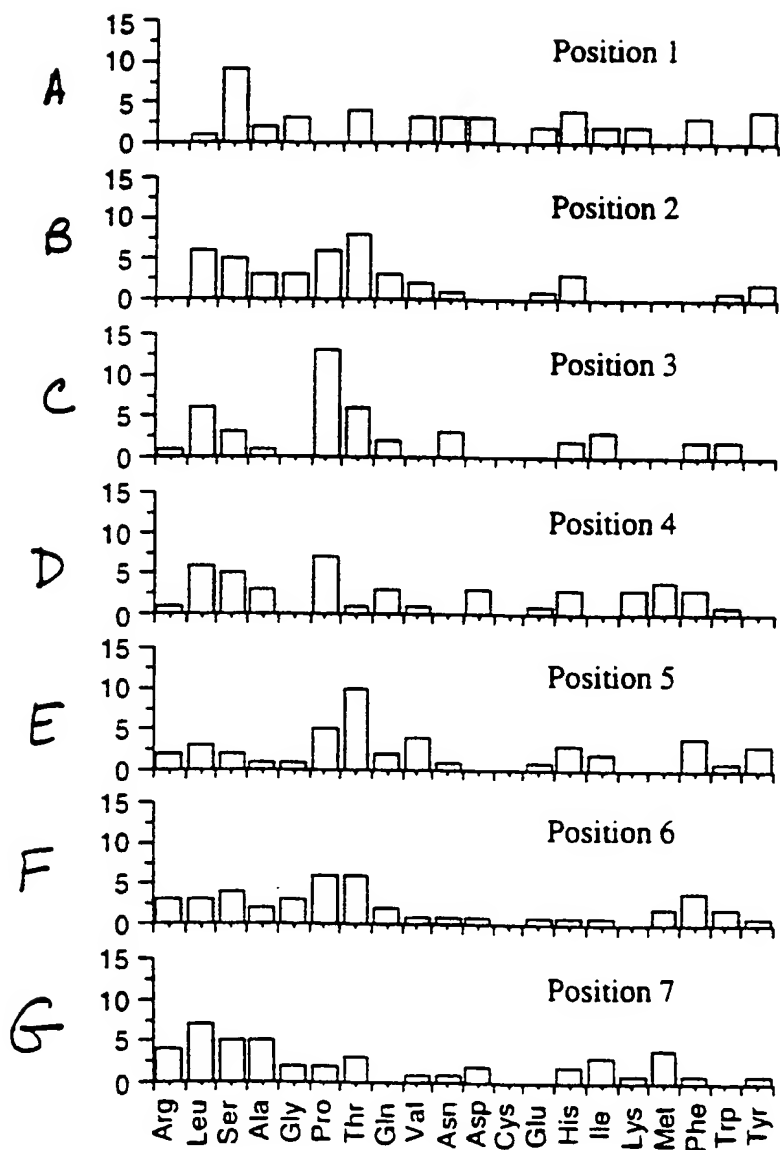 15
10
5
0
A
Position 1
15
10
5
0
B
Position 2
15
10
5
0
C
Position 3
15
10
5
0
D
Position 4
15
10
5
0
E
Position 5
15
10
5
0
F
Position 6
15
10
5
0
G
Position 7
Arg Leu Ser Ala Gly Pro Thr Gln Val Asn Asp Cys Glu His Ile Lys Met Phe Trp Tyr